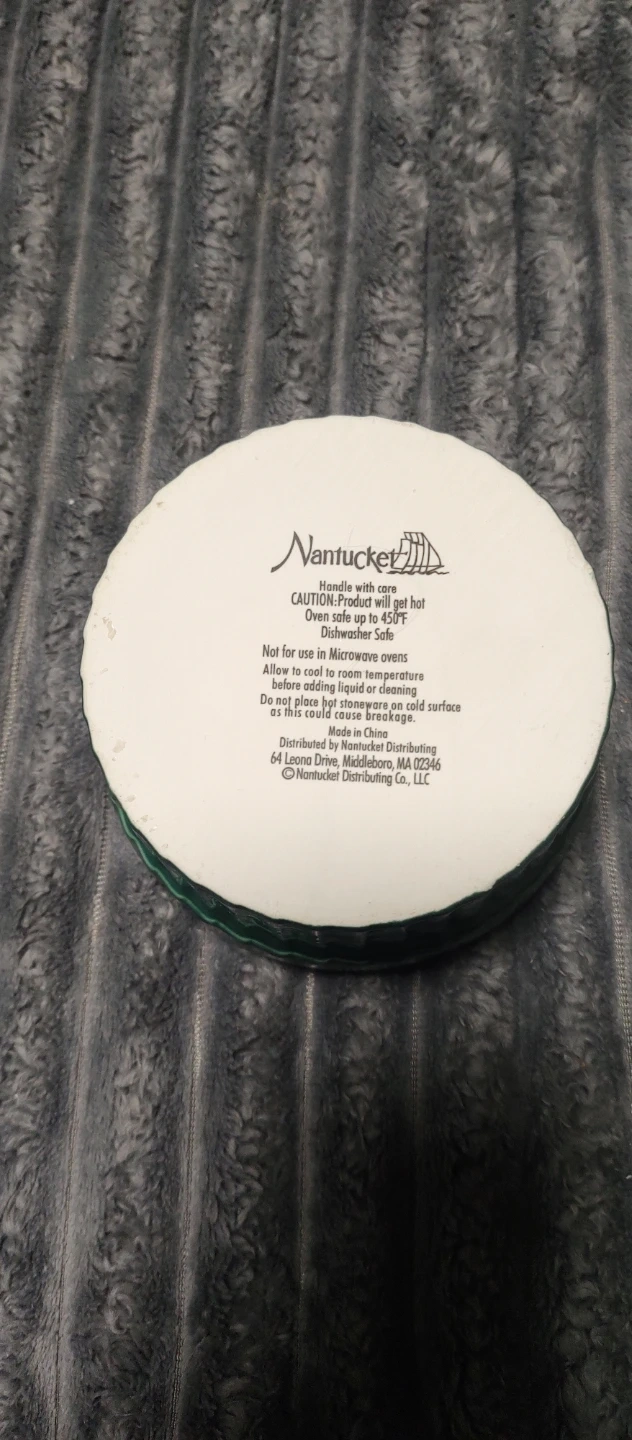 Nantucket
Handle with care
CAUTION:Product will get hot
Oven safe up to 450°F
Dishwasher Safe
Not for use in Microwave ovens
Allow to cool to room temperature
before adding liquid or cleaning
Do not place hot stoneware on cold surface
as this could cause breakage.
Made in China
Distributed by Nantucket Distributing
64 Leona Drive, Middleboro, MA 02346
©Nantucket Distributing Co., LLC